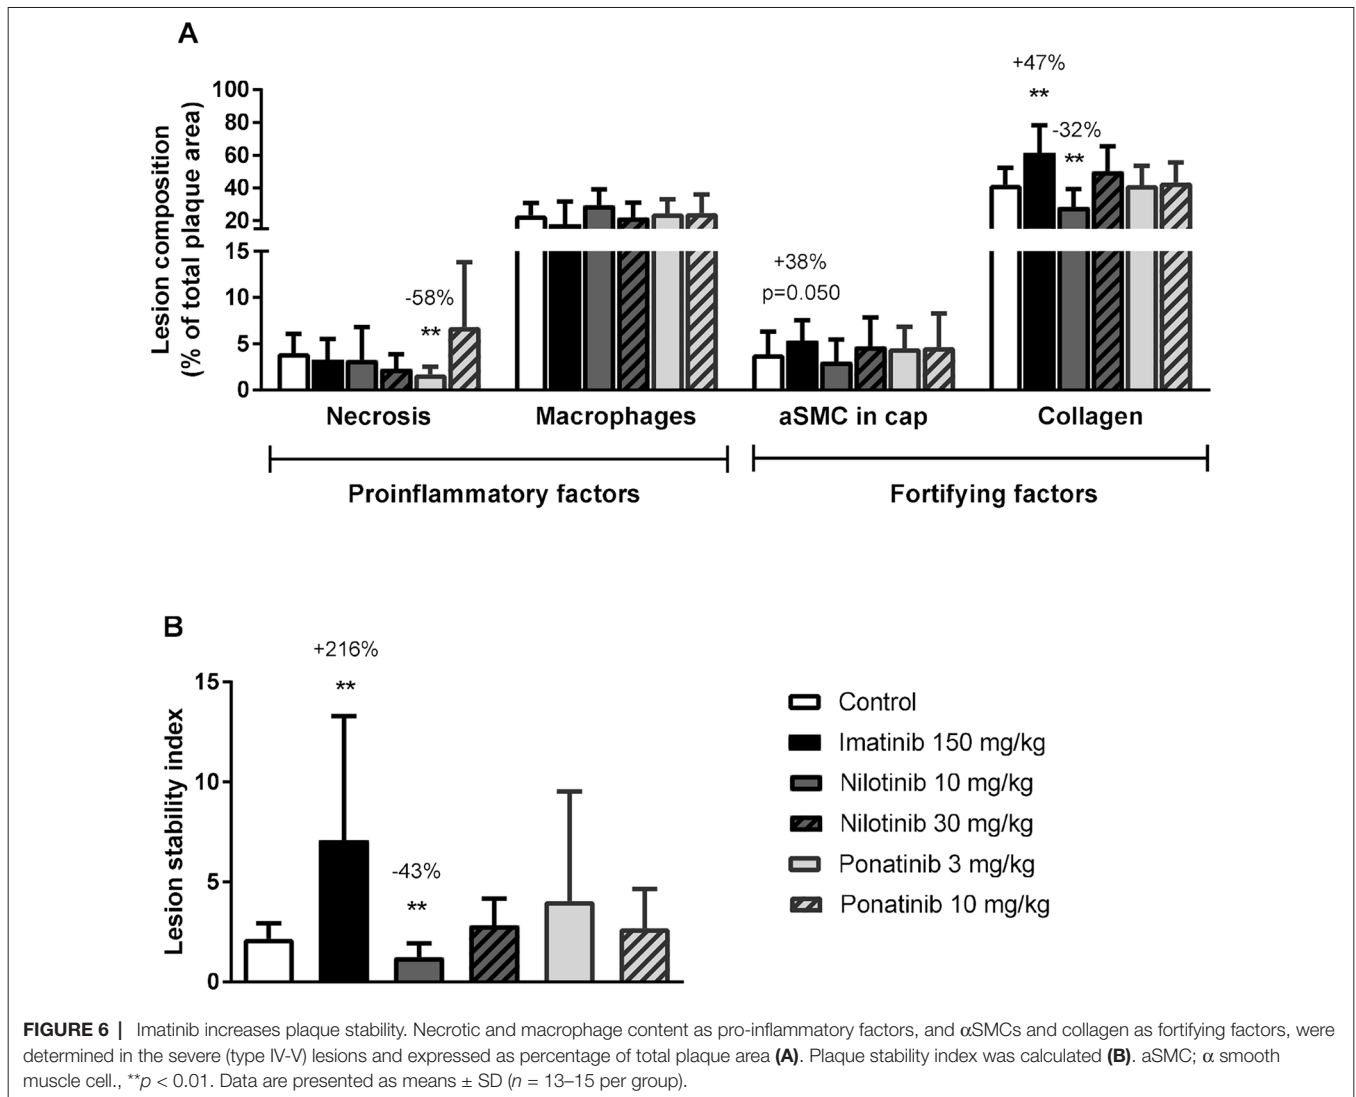 A
Lesion composition
(% of total plaque area)
100
80
60
40
20
15
10
5
0
-58%
**
+38%
p=0.050
+47%
**
-32%
**
Necrosis Macrophages aSMC in cap Collagen
Proinflammatory factors Fortifying factors
B
Lesion stability index
15
10
5
0
+216%
**
-43%
**
Control
Imatinib 150 mg/kg
Nilotinib 10 mg/kg
Nilotinib 30 mg/kg
Ponatinib 3 mg/kg
Ponatinib 10 mg/kg
FIGURE 6 | Imatinib increases plaque stability. Necrotic and macrophage content as pro-inflammatory factors, and αSMCs and collagen as fortifying factors, were
determined in the severe (type IV-V) lesions and expressed as percentage of total plaque area (A). Plaque stability index was calculated (B). aSMC; α smooth
muscle cell., **p < 0.01. Data are presented as means ± SD (n = 13–15 per group).